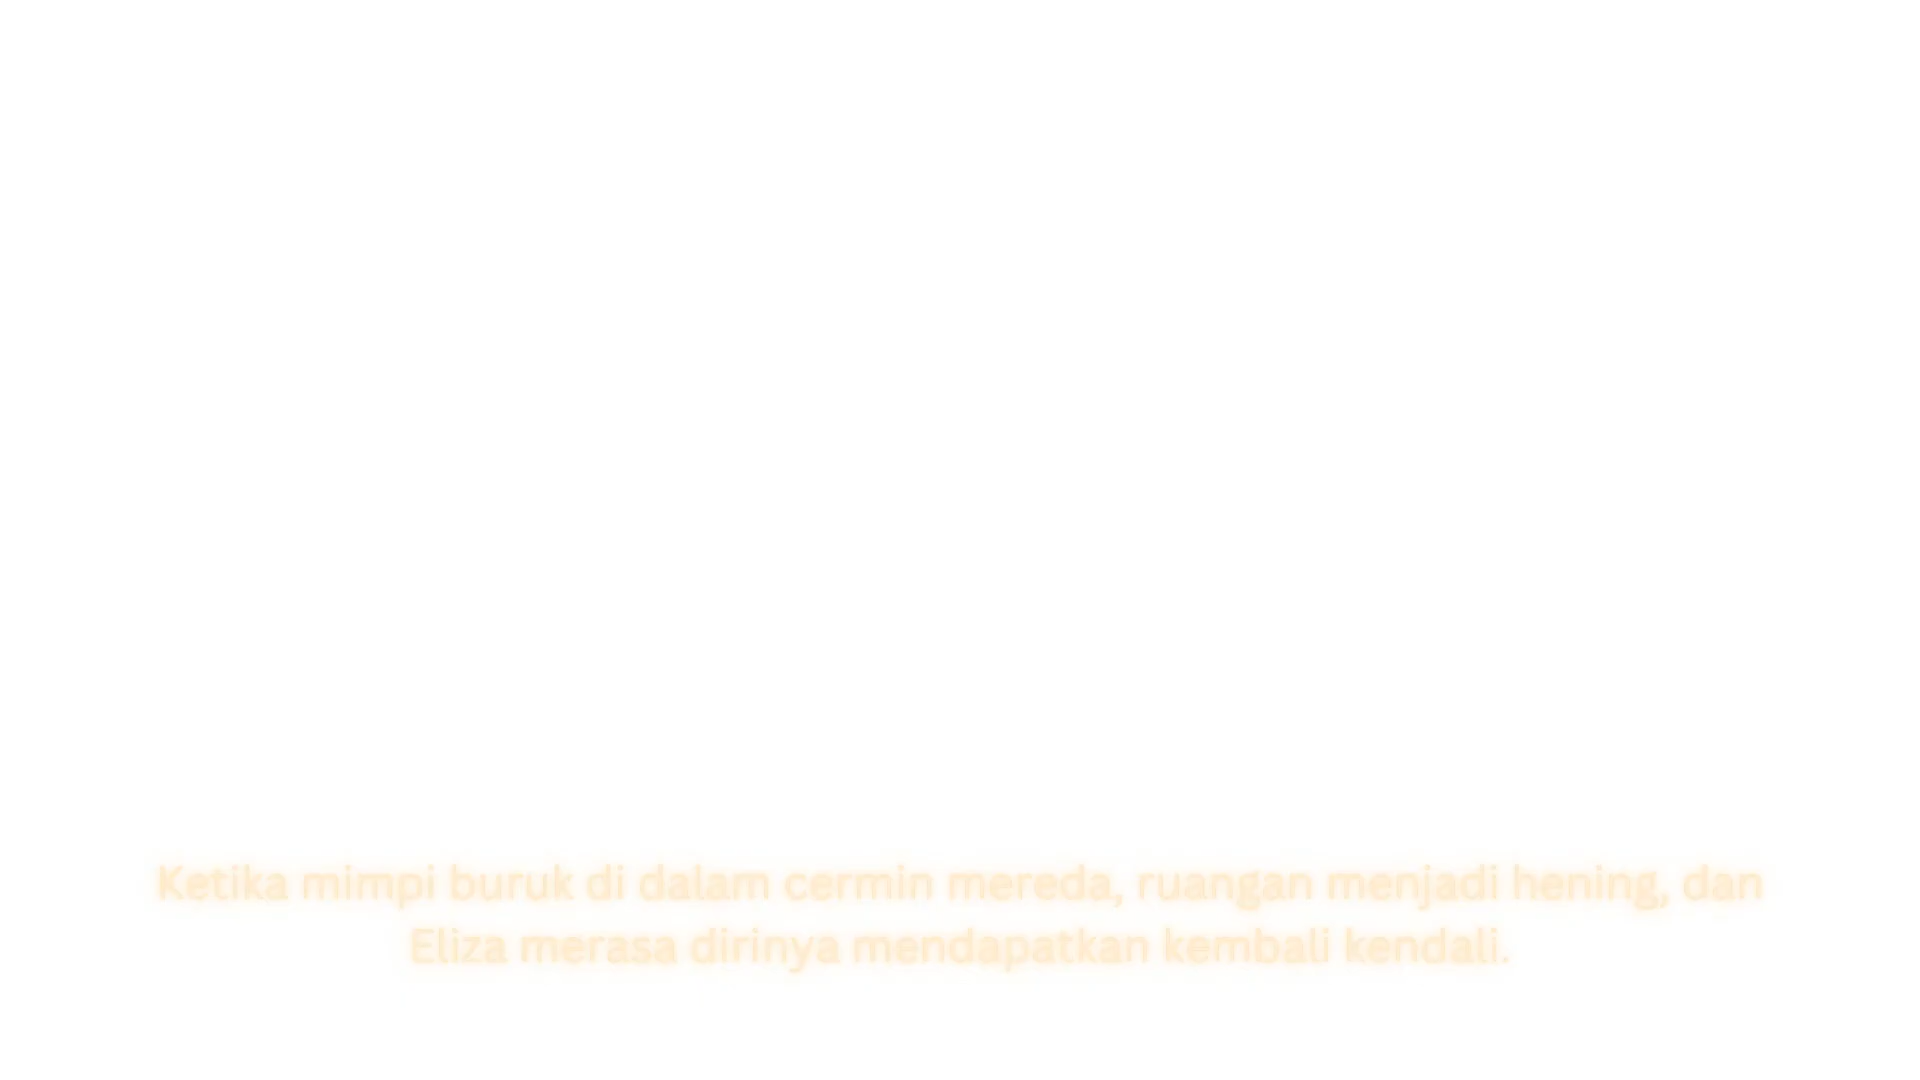 Ketika mimpi buruk di dalam cermin mereda, ruangan menjadi hening, dan
Eliza merasa dirinya mendapatkan kembali kendali.